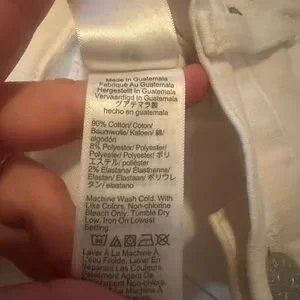 Made In Guatemala
Fabriqué Au Guatemala
Hergestellt In Guatemala
Vervaardigd In Guatemala
グアテマラ製
hecho en guatemala
90% Cotton/ Coton/
Baumwolle/ Katoen/ 綿/
algodón
8% Polyester/ Polyester/
Polyester/ Polyester/ ポリ
エステル/ poliéster
2% Elastane/ Élasthanne/
Elastan/ Elastaan/ ポリウレ
タン/ elastano
Machine Wash Cold, With
Like Colors, Non-chlorine
Bleach Only, Tumble Dry
Low, Iron On Lowest
Setting
Laver À La Machine À
L'eau Froide, Laver En
Séparant Les Couleurs